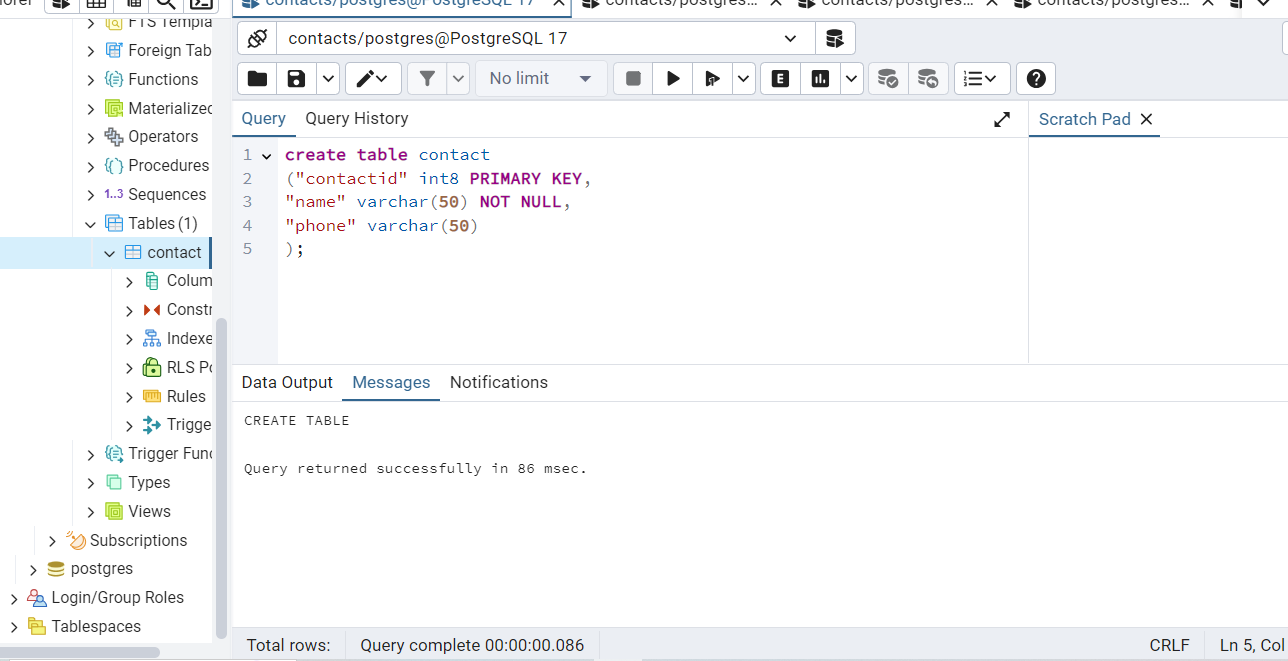 contacts/postgres@PostgreSQL 17
contacts/postgres...
contacts/postgres...
contacts/postgres...
FTS Templa
Foreign Tab
Functions
Materialized
Operators
Procedures
1..3 Sequences
Tables (1)
contact
Colum
Constr
Indexe
RLS Po
Rules
Trigge
Trigger Func
Types
Views
Subscriptions
postgres
Login/Group Roles
Tablespaces
contacts/postgres@PostgreSQL 17
No limit
E
Query Query History
Scratch Pad
1 create table contact
2 ("contactid" int8 PRIMARY KEY,
3 "name" varchar(50) NOT NULL,
4 "phone" varchar(50)
5 );
Data Output Messages Notifications
CREATE TABLE
Query returned successfully in 86 msec.
Total rows: Query complete 00:00:00.086 CRLF Ln 5, Col